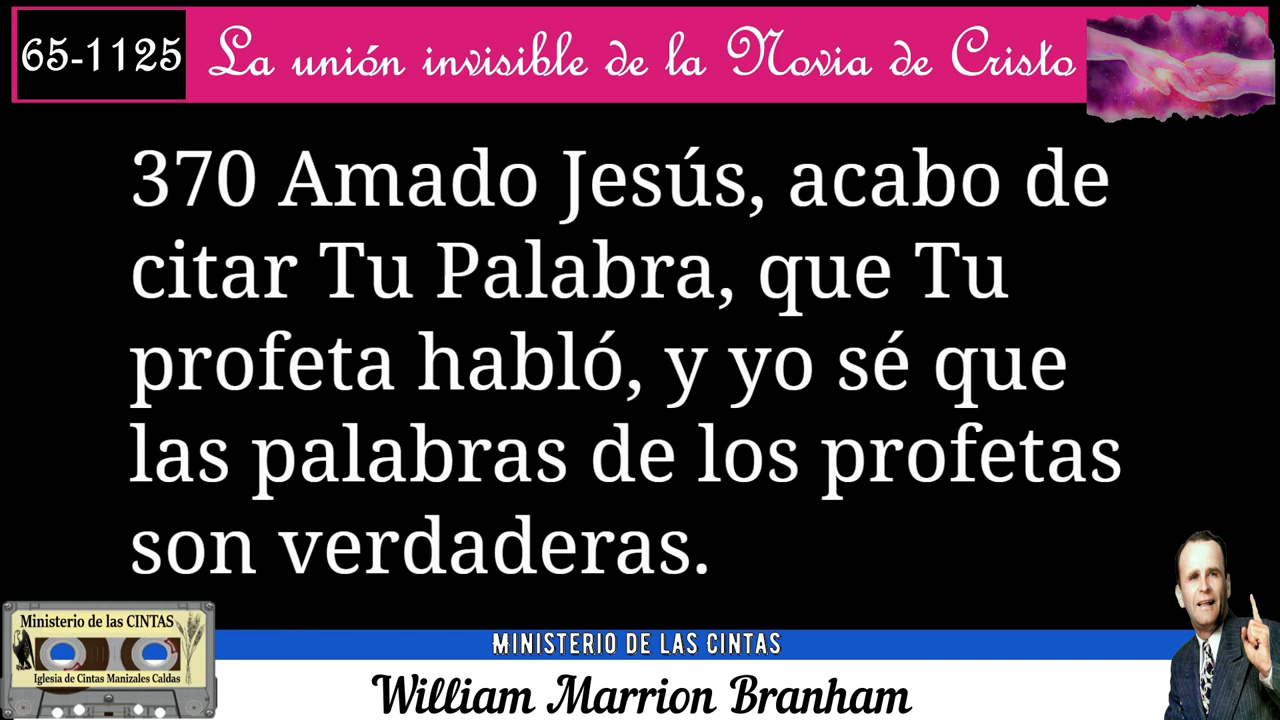 65-1125 La unión invisible de la Novia de Cristo
370 Amado Jesús, acabo de
citar Tu Palabra, que Tu
profeta habló, y yo sé que
las palabras de los profetas
son verdaderas.
Ministerio de las CINTAS
Iglesia de Cintas Manizales Caldas
MINISTERIO DE LAS CINTAS
William Marrion Branham